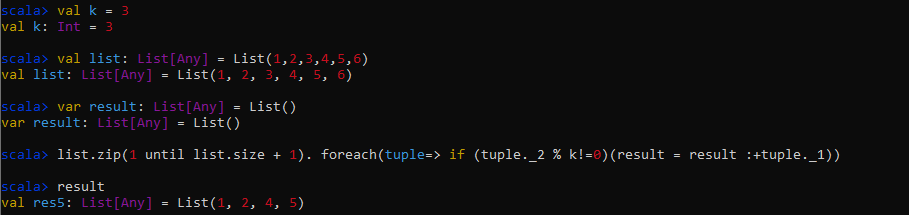 scala> val k = 3
val k: Int = 3
scala> val list: List[Any] = List(1,2,3,4,5,6)
val list: List[Any] = List(1, 2, 3, 4, 5, 6)
scala> var result: List[Any] = List()
var result: List[Any] = List()
scala> list.zip(1 until list.size + 1). foreach(tuple=> if (tuple._2 % k!=0)(result = result :+tuple._1))
scala> result
val res5: List[Any] = List(1, 2, 4, 5)